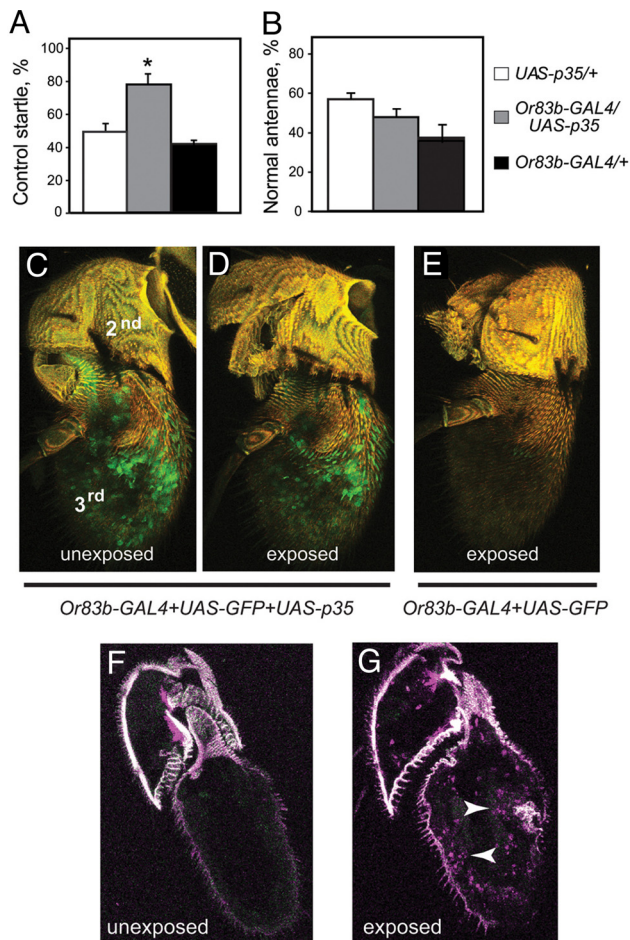 A
Control startle, %
100
80
60
40
20
0
*
B
Normal antennae, %
80
60
40
20
0
UAS-p35/+
Or83b-GAL4/
UAS-p35
Or83b-GAL4/+
C
2nd
3rd
unexposed
D
exposed
E
exposed
Or83b-GAL4+UAS-GFP+UAS-p35
Or83b-GAL4+UAS-GFP
F
unexposed
G
exposed